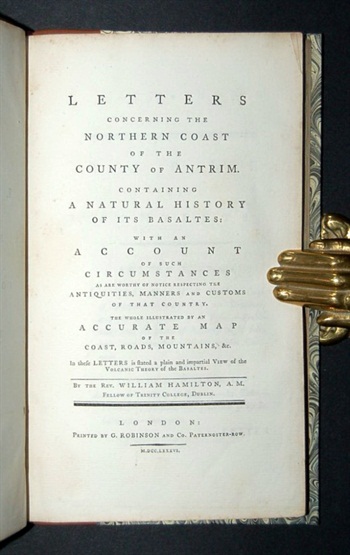 LETTERS
CONCERNING THE
NORTHERN COAST
OF THE
COUNTY OF ANTRIM.
CONTAINING
A NATURAL HISTORY
OF ITS BASALTES:
WITH AN
ACCOUNT
OF SUCH
CIRCUMSTANCES
AS ARE WORTHY OF NOTICE RESPECTING THE
ANTIQUITIES, MANNERS AND CUSTOMS
OF THAT COUNTRY.
THE WHOLE ILLUSTRATED BY AN
ACCURATE MAP
OF THE
COAST, ROADS, MOUNTAINS, &c.
In these LETTERS is stated a plain and impartial View of the
VOLCANIC THEORY OF THE BASALTES.
BY THE REV. WILLIAM HAMILTON, A.M.
FELLOW OF TRINITY COLLEGE, DUBLIN.
LONDON:
PRINTED BY G. ROBINSON AND CO. PATERNOSTER-ROW.
M.DCC.LXXXVI.